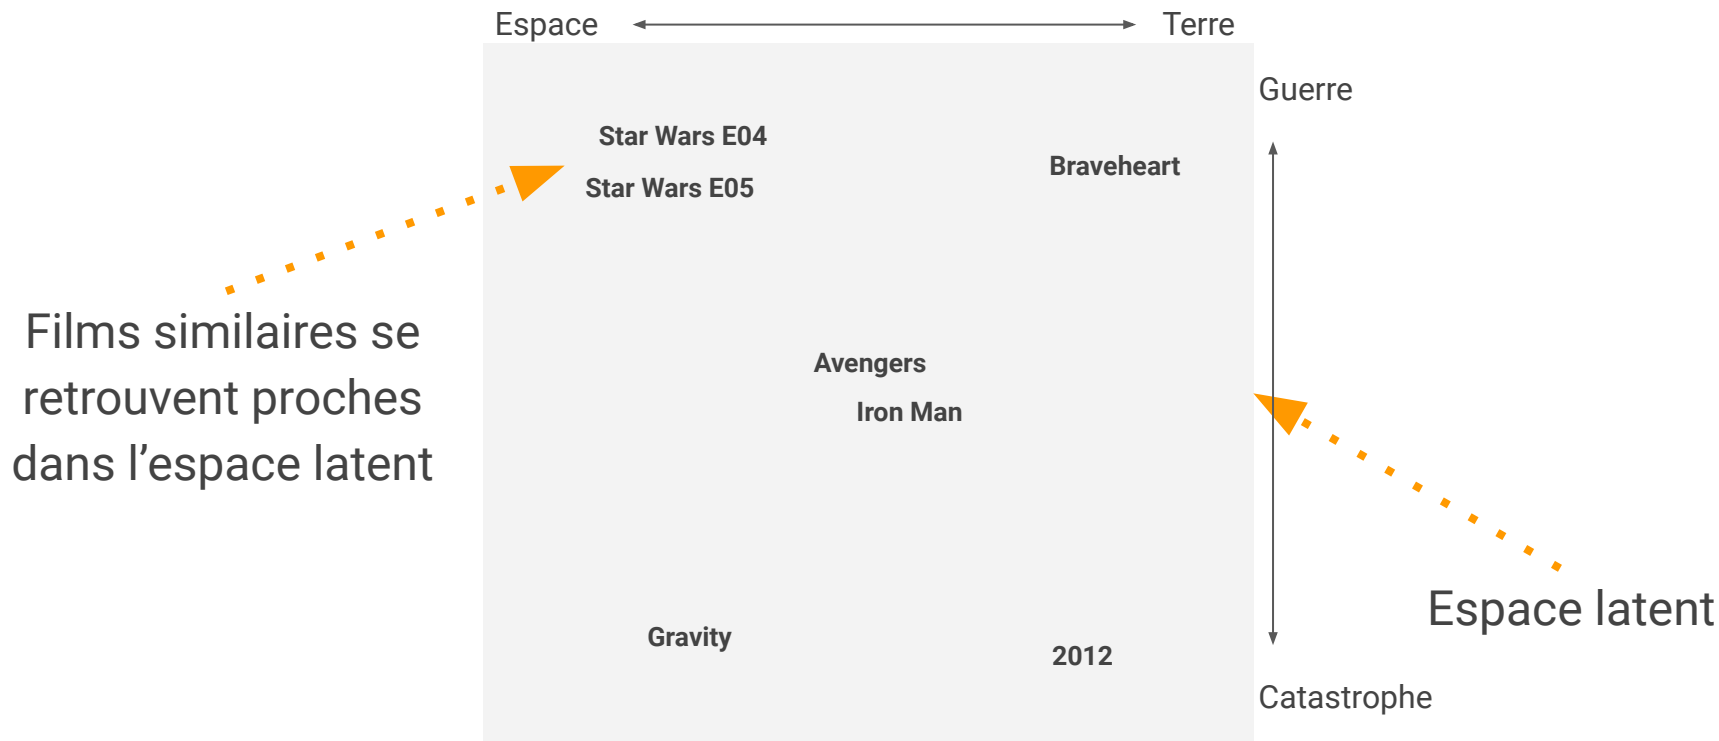 Espace
Terre
Guerre
Star Wars E04
Braveheart
Star Wars E05
Films similaires se
retrouvent proches
dans l’espace latent
Avengers
Iron Man
Espace latent
Gravity
2012
Catastrophe